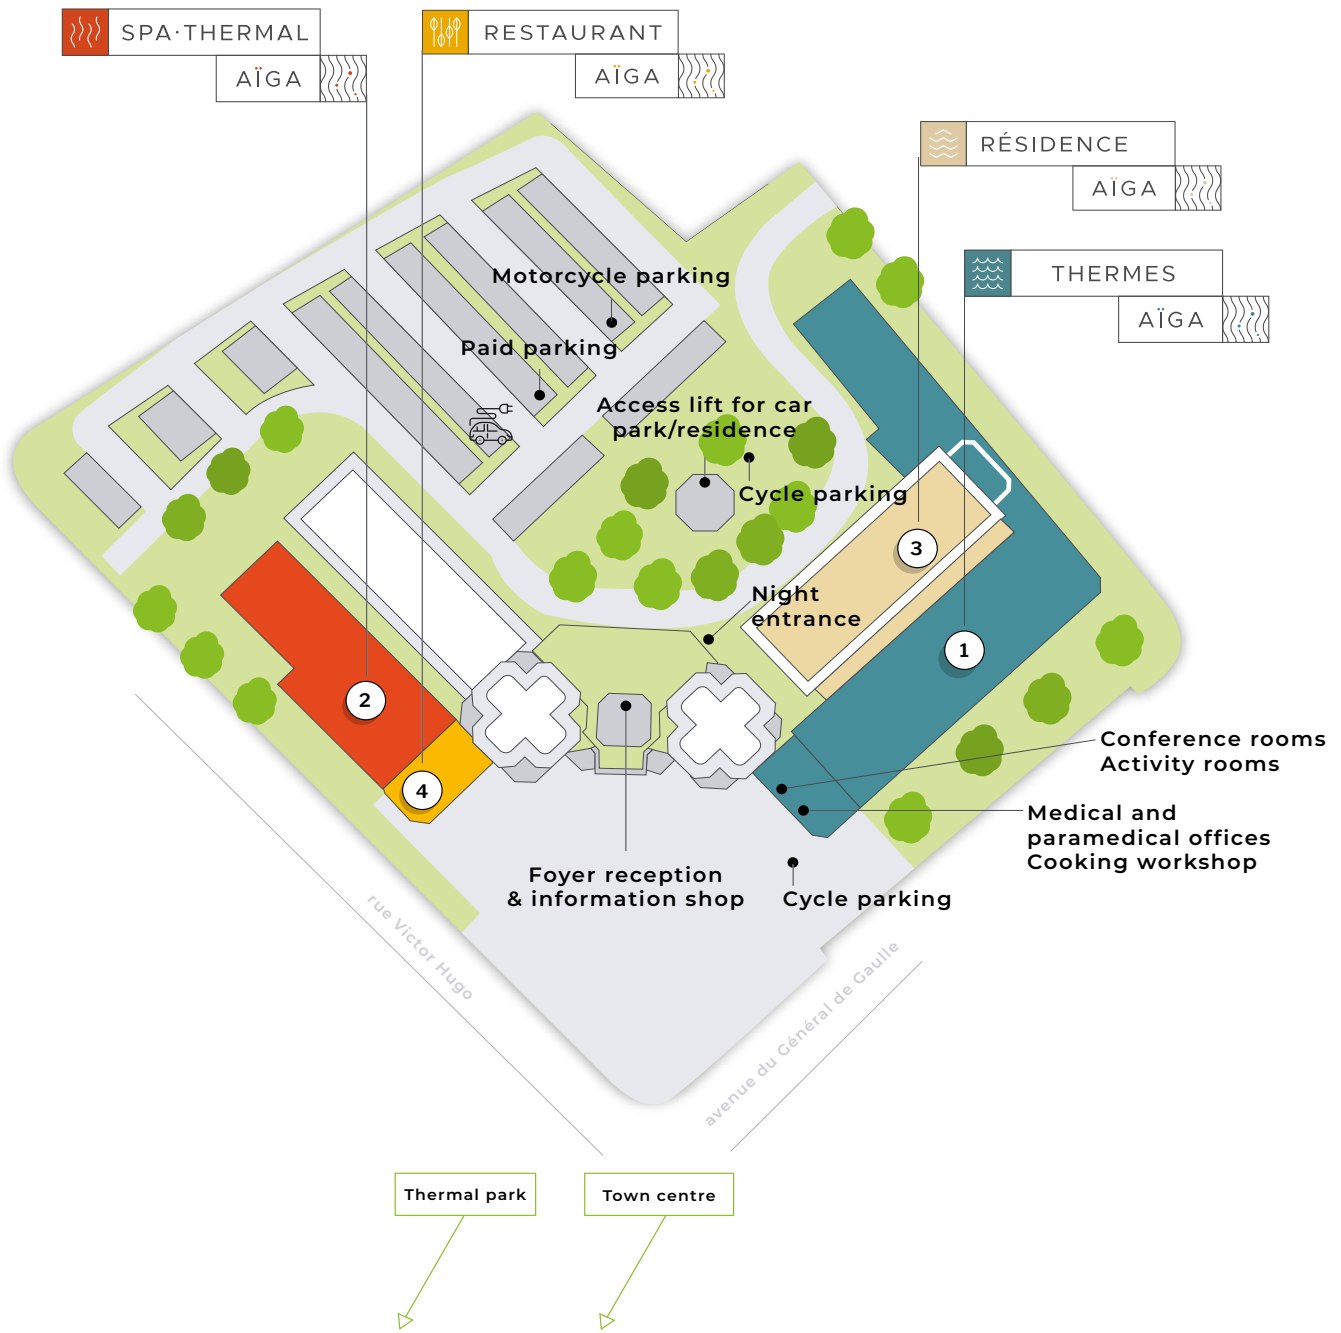 SPA·THERMAL
AÏGA
RESTAURANT
AÏGA
RÉSIDENCE
AÏGA
THERMES
AÏGA
Motorcycle parking
Paid parking
Access lift for car
park/residence
Cycle parking
3
Night
entrance
1
2
4
Conference rooms
Activity rooms
Medical and
paramedical offices
Cooking workshop
Foyer reception
& information shop
Cycle parking
rue Victor Hugo
avenue du Général de Gaulle
Thermal park
Town centre